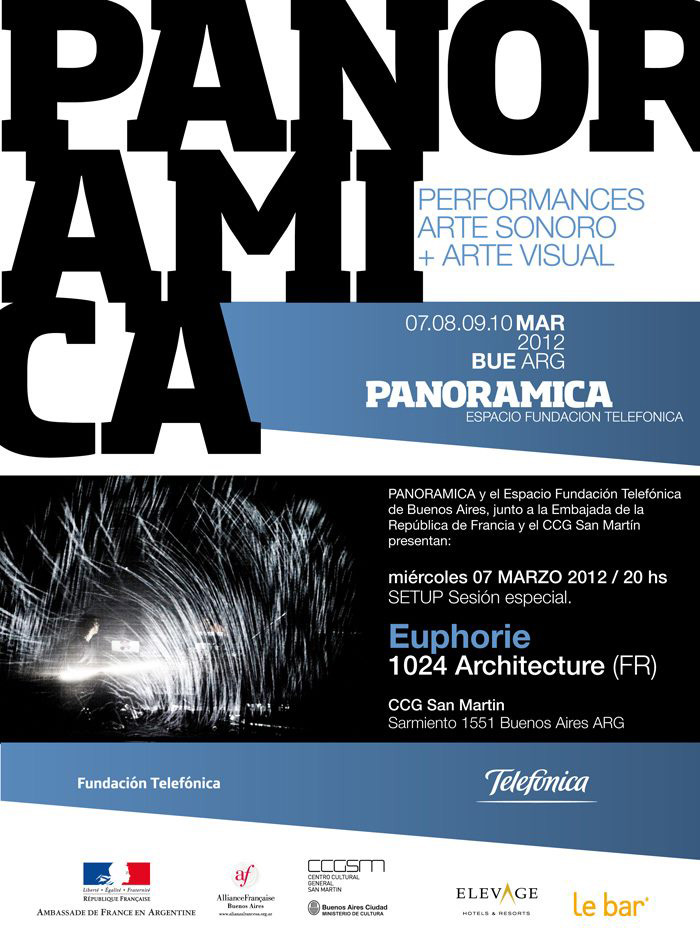 PANOR
AMI
CA
PERFORMANCES
ARTE SONORO
+ ARTE VISUAL
07.08.09.10 MAR
2012
BUE ARG
PANORAMICA
ESPACIO FUNDACION TELEFONICA
PANORAMICA y el Espacio Fundación Telefónica
de Buenos Aires, junto a la Embajada de la
República de Francia y el CCG San Martín
presentan:
miércoles 07 MARZO 2012 / 20 hs
SETUP Sesión especial.
Euphorie
1024 Architecture (FR)
CCG San Martin
Sarmiento 1551 Buenos Aires ARG
Fundación Telefónica
Telefónica
Liberté • Égalité • Fraternité
RÉPUBLIQUE FRANÇAISE
AMBASSADE DE FRANCE EN ARGENTINE
af
AllianceFrançaise
Buenos Aires
www.alianzafrancesa.org.ar
CCGSM
CENTRO CULTURAL
GENERAL
SAN MARTIN
Buenos Aires Ciudad
MINISTERIO DE CULTURA
ELEVAGE
HOTELS & RESORTS
le bar°